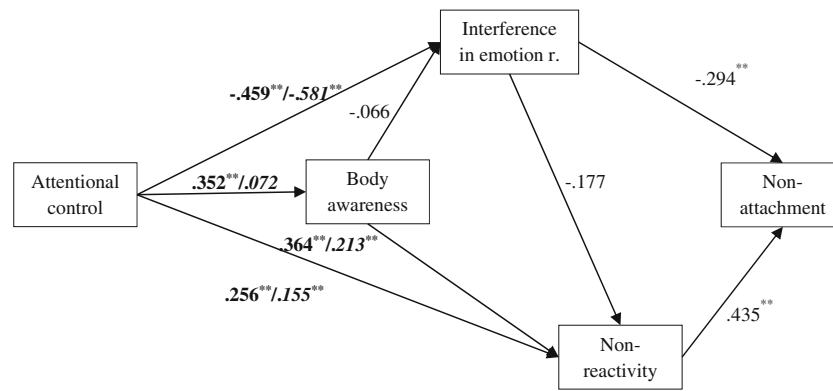 Interference
in emotion r.
-.294**
-.459**/-.581**
-.066
Attentional
control
.352**/.072
Body
awareness
-.177
Non-
attachment
.364**/.213**
.256**/.155**
.435**
Non-
reactivity